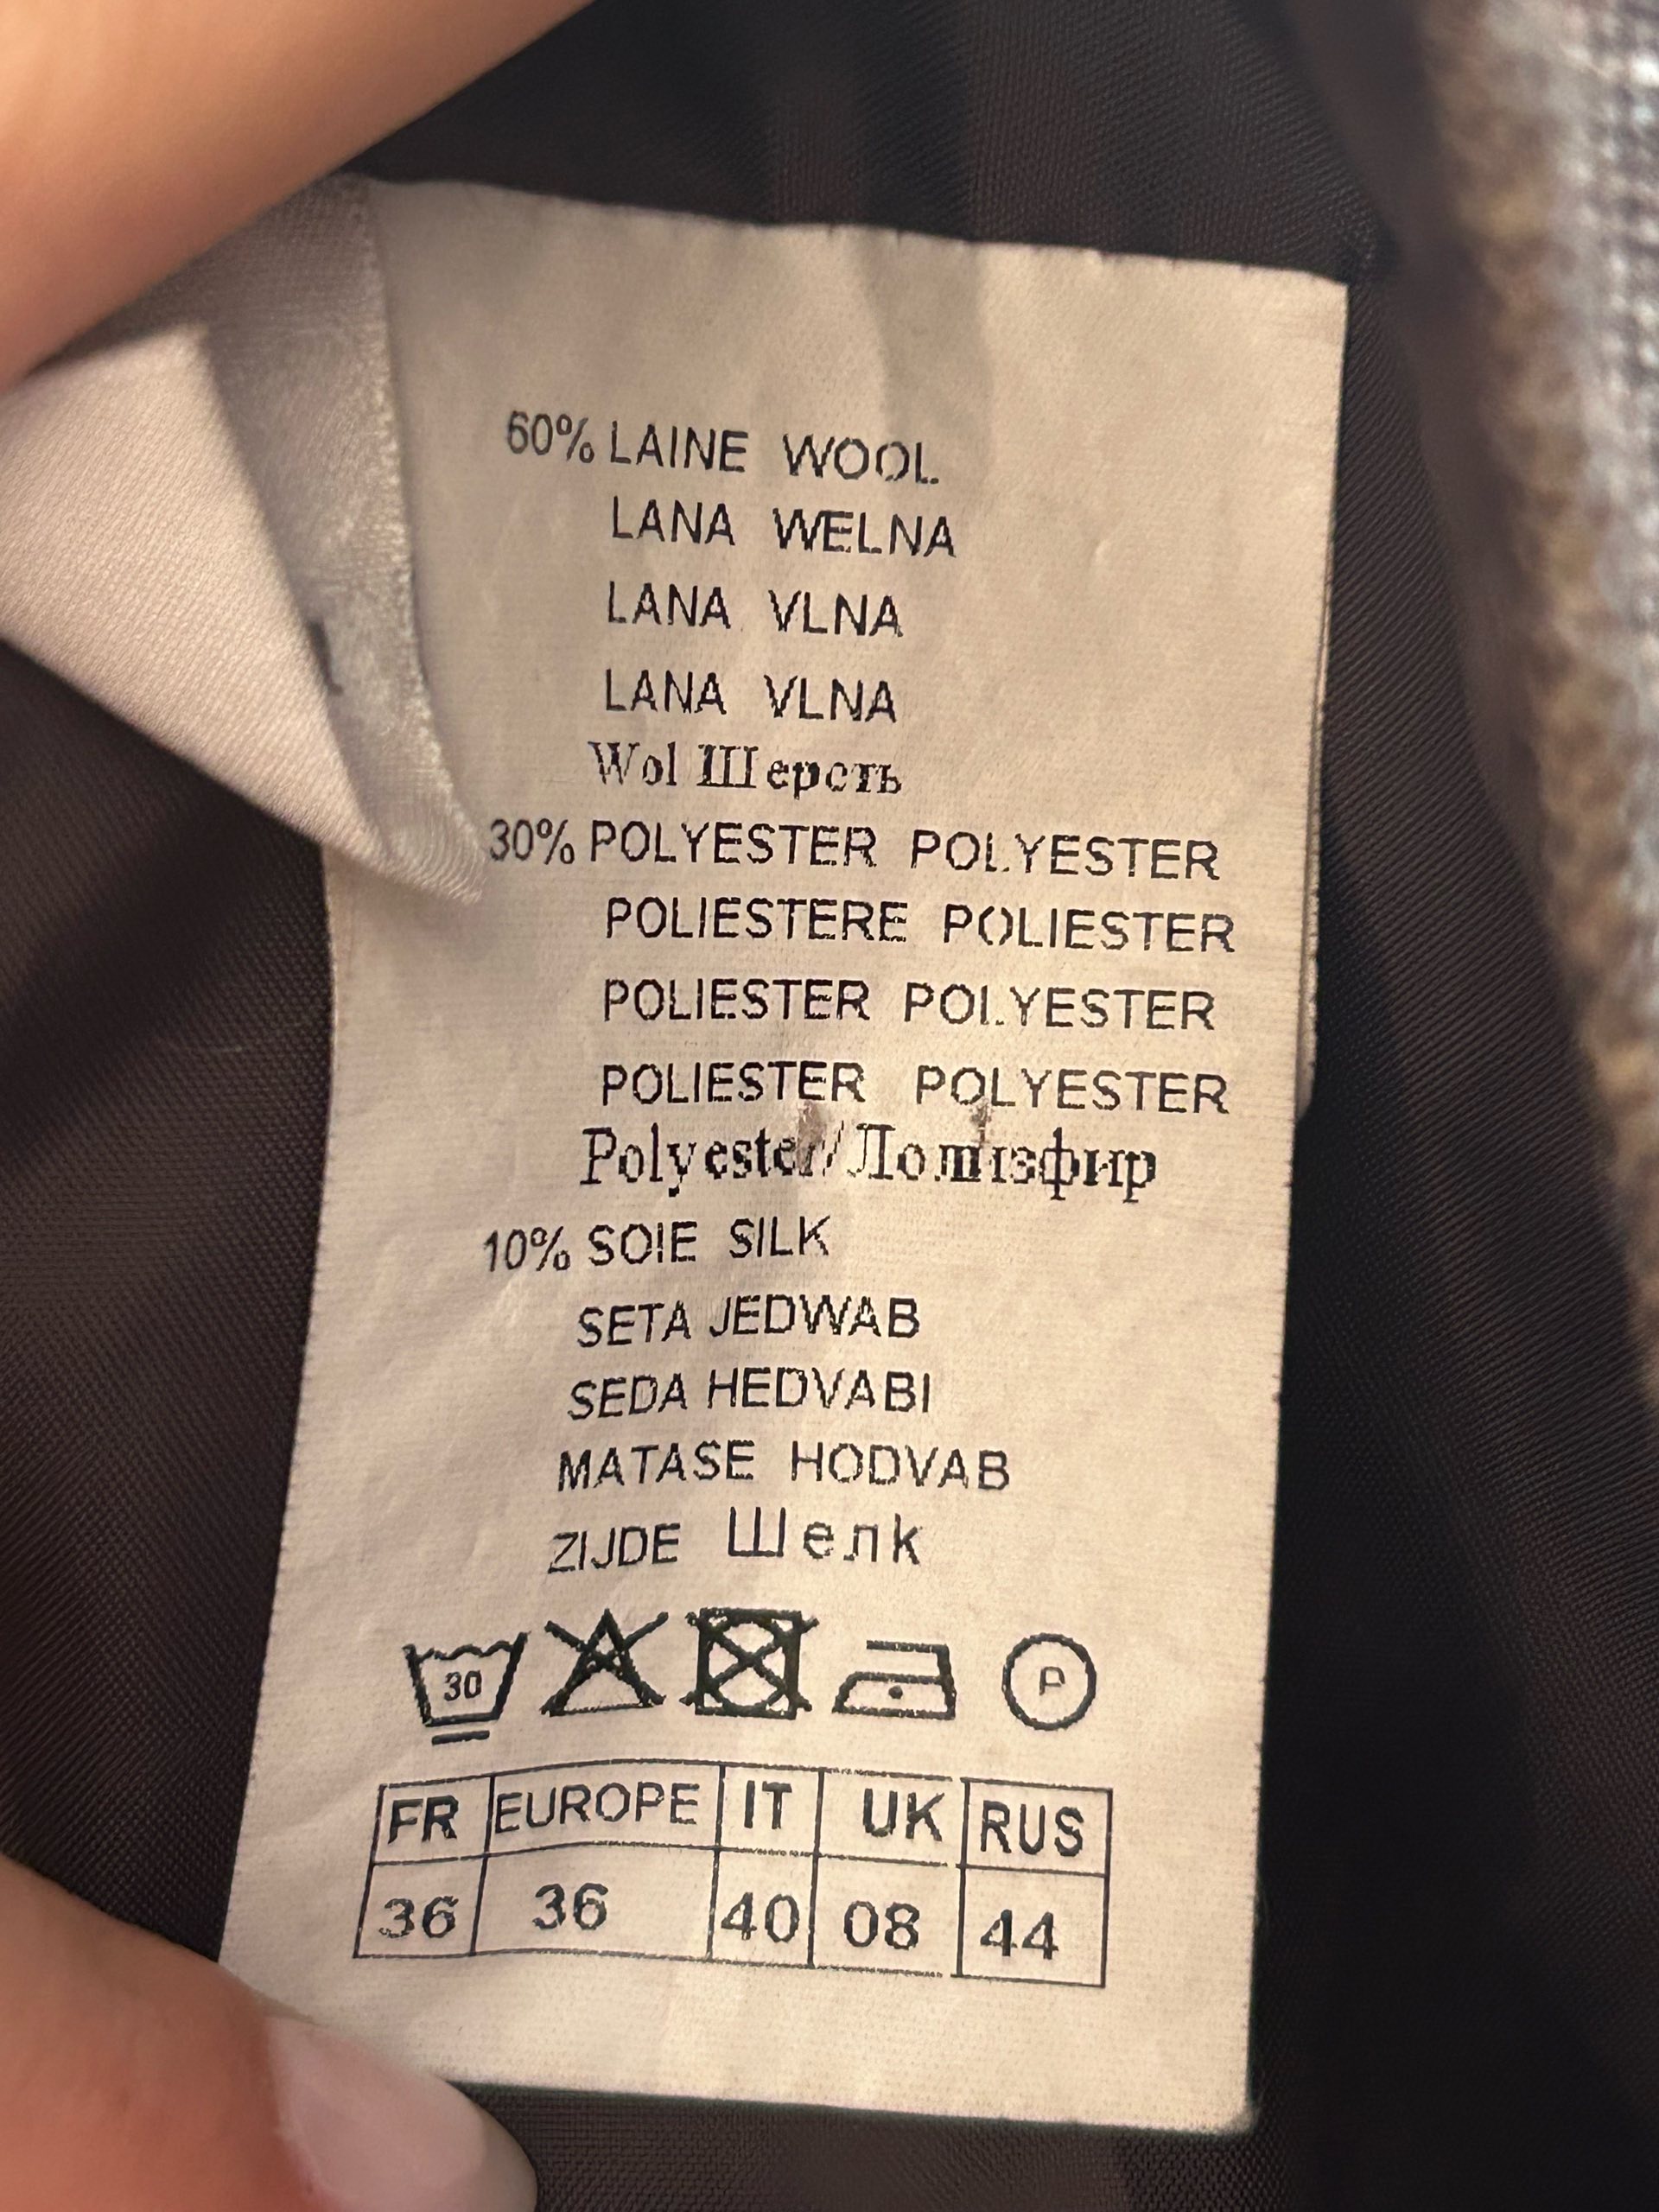 60% LAINE WOOL
LANA WELNA
LANA VLNA
LANA VLNA
Wol Шерсть
30% POLYESTER POLYESTER
POLIESTERE POLIESTER
POLIESTER POLYESTER
POLIESTER POLYESTER
Polyester/
10% SOIE SILK
SETA JEDWAB
SEDA HEDVABI
MATASE HODVAB
ZIJDE Шелк
30 P
FR EUROPE IT UK RUS
36 36 40 08 44